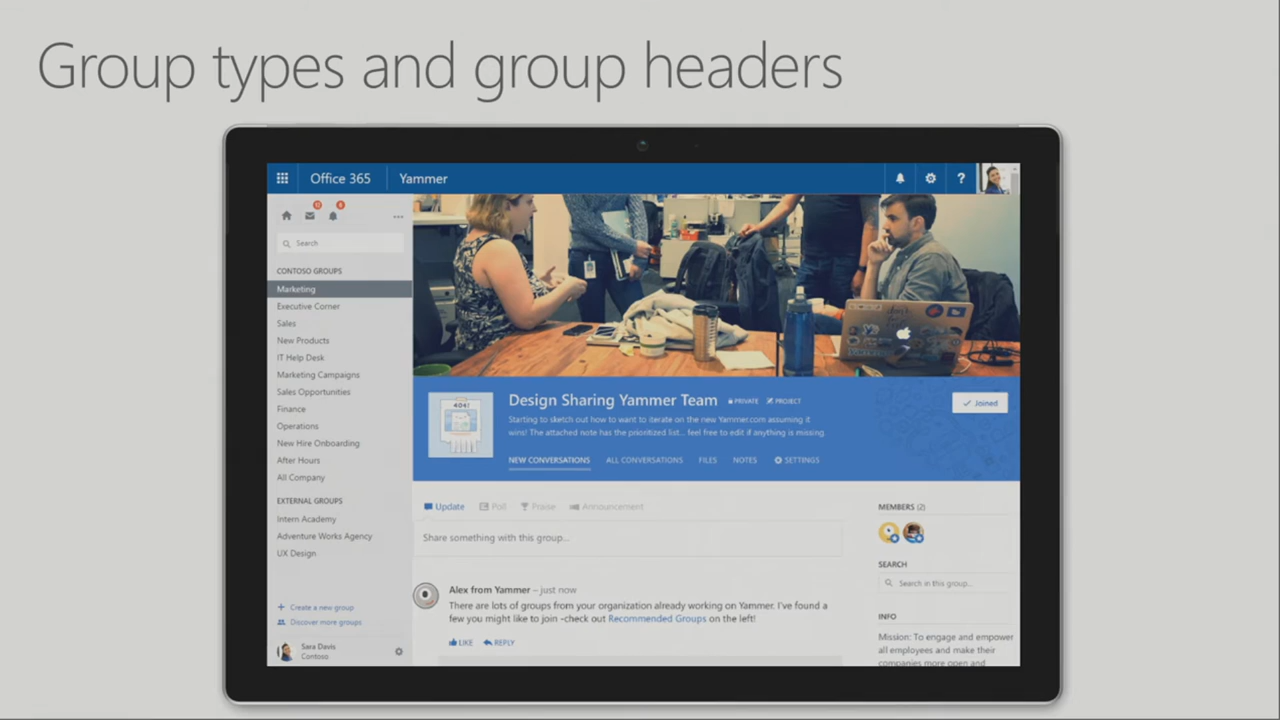 Group types and group headers
Office 365
Yammer
?
Search
CONTOSO GROUPS
Marketing
Executive Corner
Sales
New Products
IT Help Desk
Marketing Campaigns
Sales Opportunities
Finance
Operations
New Hire Onboarding
After Hours
All Company
EXTERNAL GROUPS
Intern Academy
Adventure Works Agency
UX Design
+ Create a new group
Discover more groups
Sara Davis
Contoso
404!
Design Sharing Yammer Team PRIVATE PROJECT
Joined
Starting to sketch out how to want to iterate on the new Yammer.com assuming it
wins! The attached note has the prioritized list... feel free to edit if anything is missing.
NEW CONVERSATIONS ALL CONVERSATIONS FILES NOTES SETTINGS
Update Poll Praise Announcement
Share something with this group...
Alex from Yammer – just now
There are lots of groups from your organization already working on Yammer. I've found a
few you might like to join -check out Recommended Groups on the left!
LIKE REPLY
MEMBERS (2)
SEARCH
Search in this group...
INFO
Mission: To engage and empower
all employees and make their
companies more open and